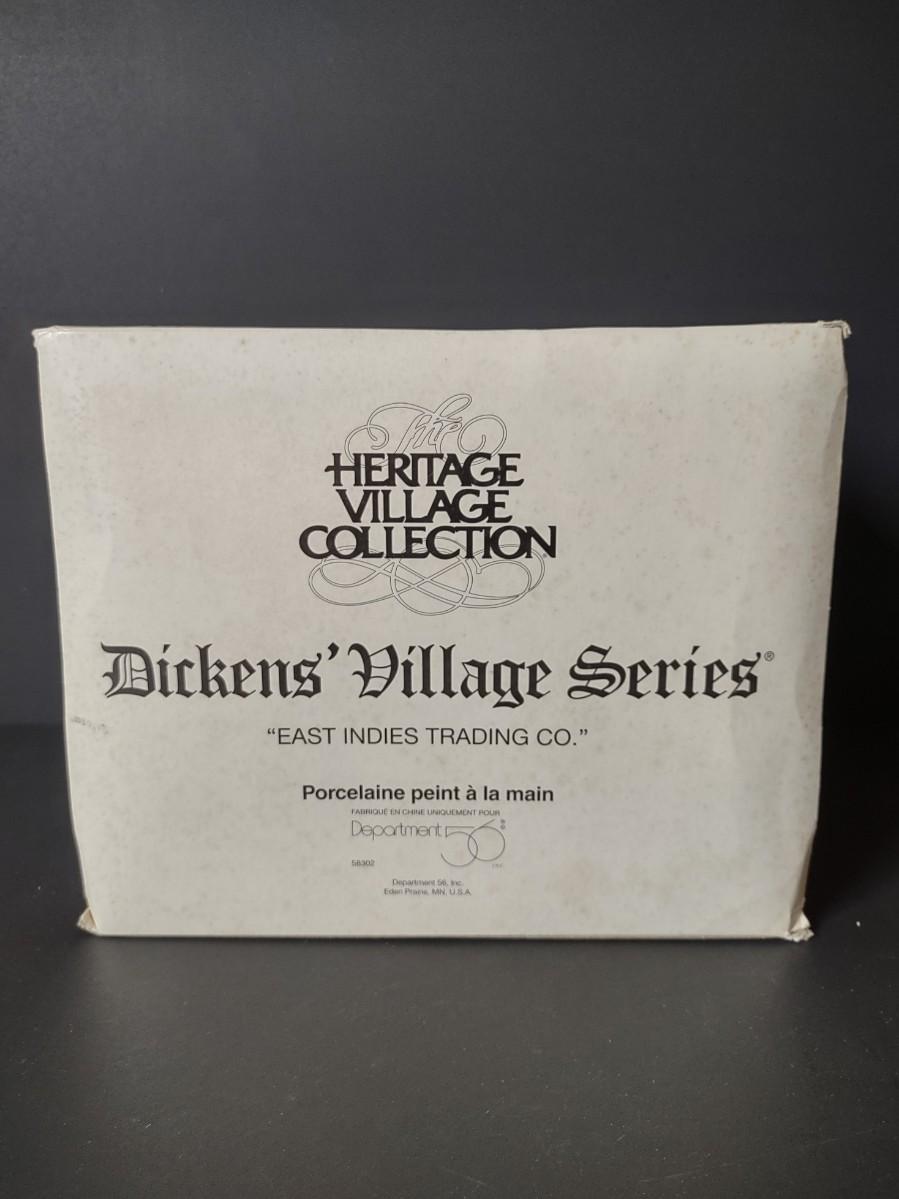 The
HERITAGE
VILLAGE
COLLECTION®
Dickens' Village Series®
"EAST INDIES TRADING CO."
Porcelaine peint à la main
FABRIQUÉ EN CHINE UNIQUEMENT POUR
Department 56®
INC.
58302
Department 56, Inc.
Eden Prairie, MN, U.S.A.